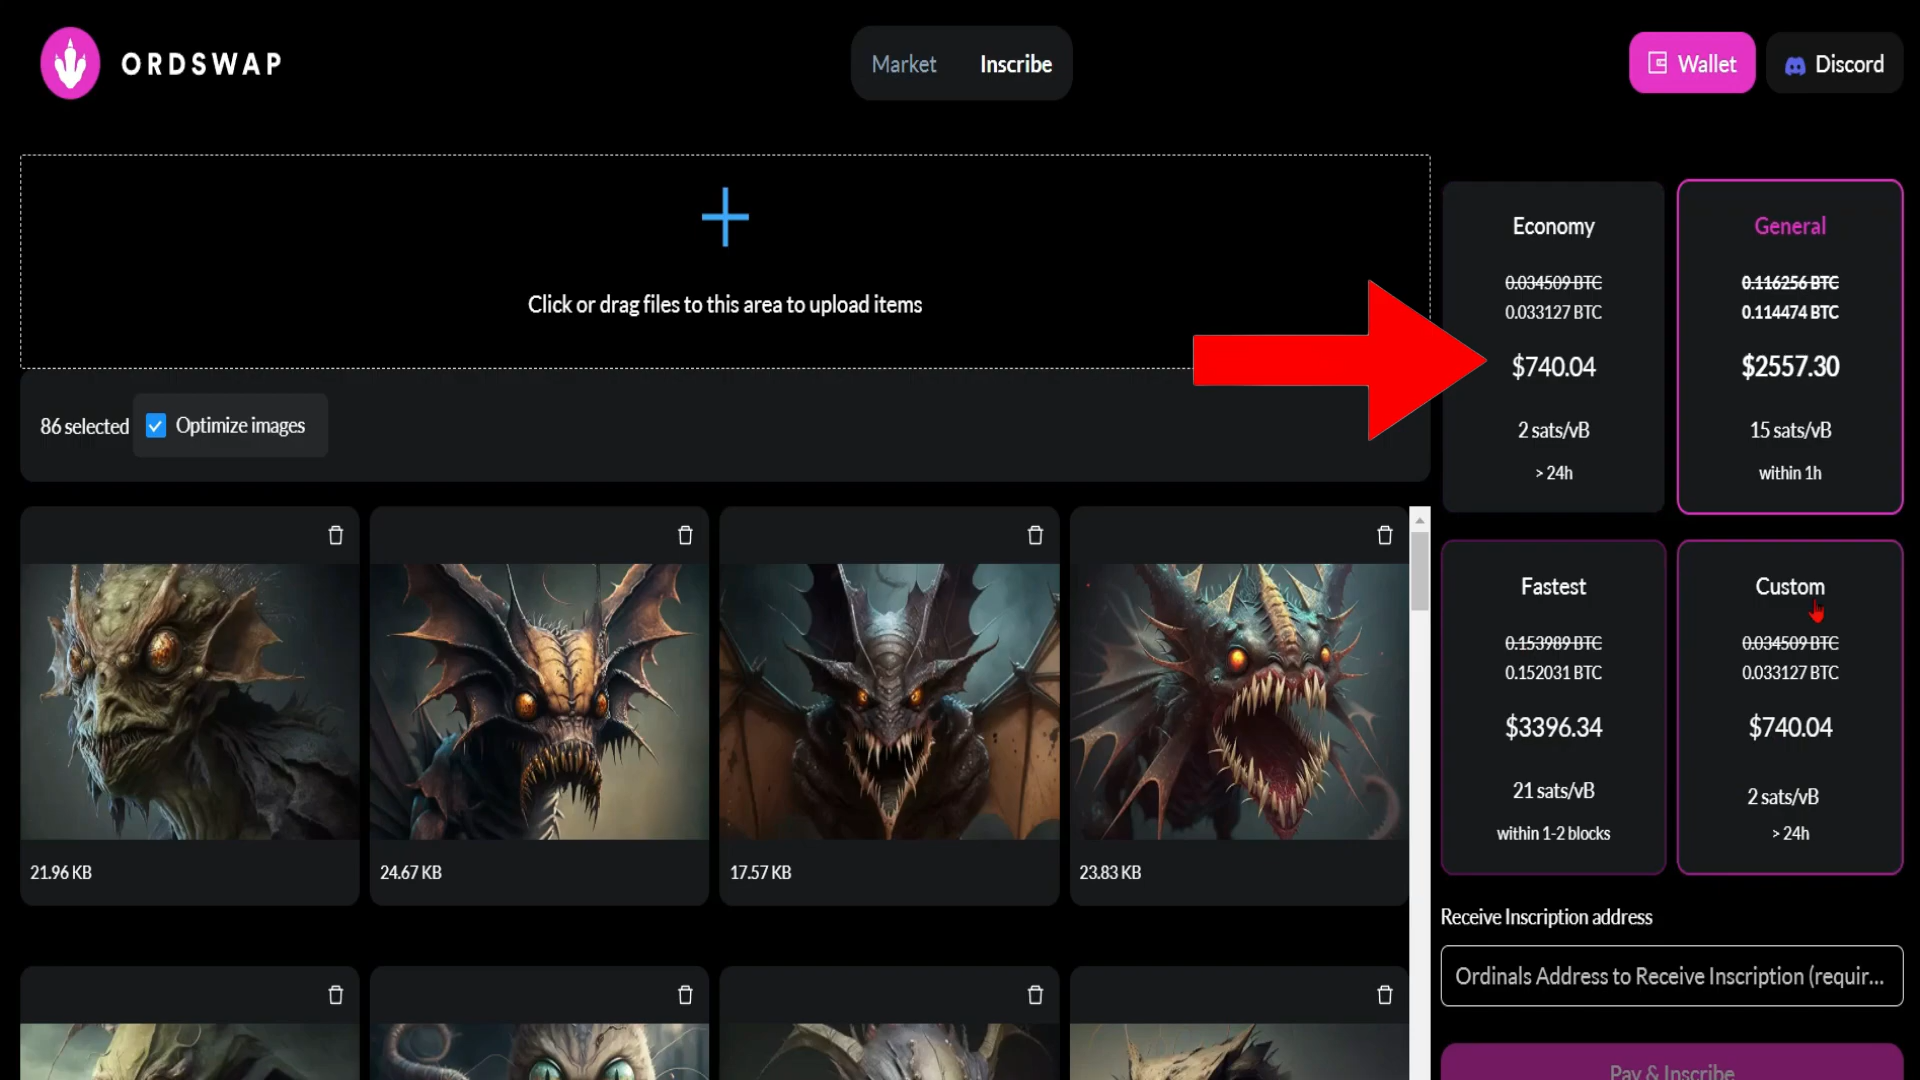 ORDSWAP
Market
Inscribe
Wallet
Discord
Click or drag files to this area to upload items
86 selected
Optimize images
21.96 KB
24.67 KB
17.57 KB
23.83 KB
Economy
0.034509 BTC
0.033127 BTC
$740.04
2 sats/vB
> 24h
General
0.116256 BTC
0.114474 BTC
$2557.30
15 sats/vB
within 1h
Fastest
0.153989 BTC
0.152031 BTC
$3396.34
21 sats/vB
within 1-2 blocks
Custom
0.034509 BTC
0.033127 BTC
$740.04
2 sats/vB
> 24h
Receive Inscription address
Ordinals Address to Receive Inscription (requir...
Pay & Inscribe